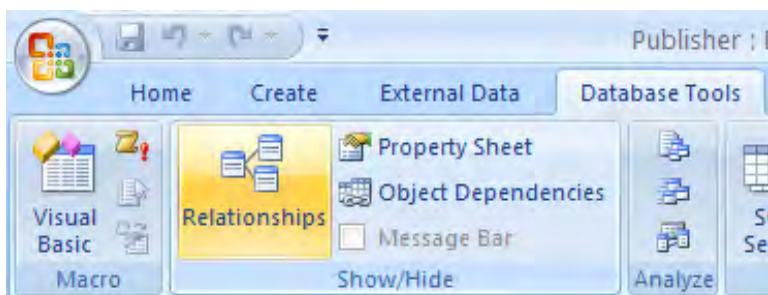 Publisher :
Home Create External Data Database Tools
Property Sheet
Object Dependencies
Visual Basic
Relationships
Message Bar
Macro Show/Hide Analyze